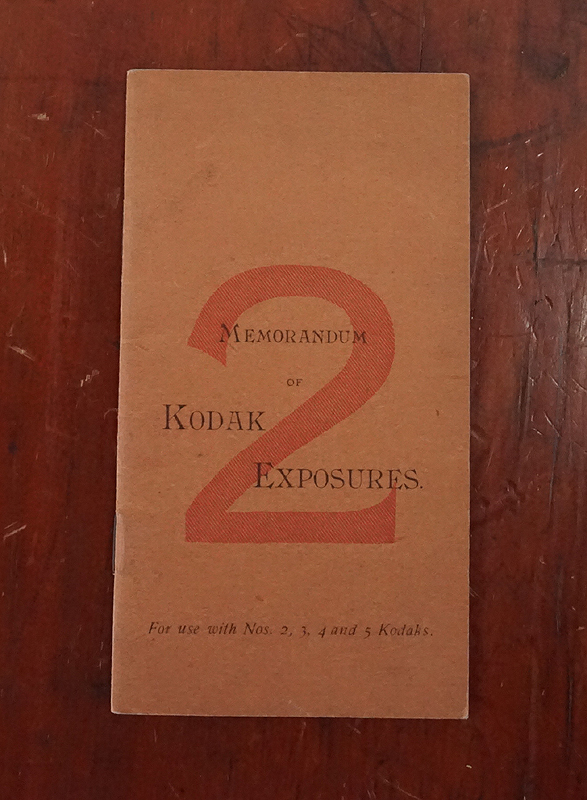 2
MEMORANDUM
OF
KODAK
EXPOSURES.
For use with Nos. 2, 3, 4 and 5 Kodaks.